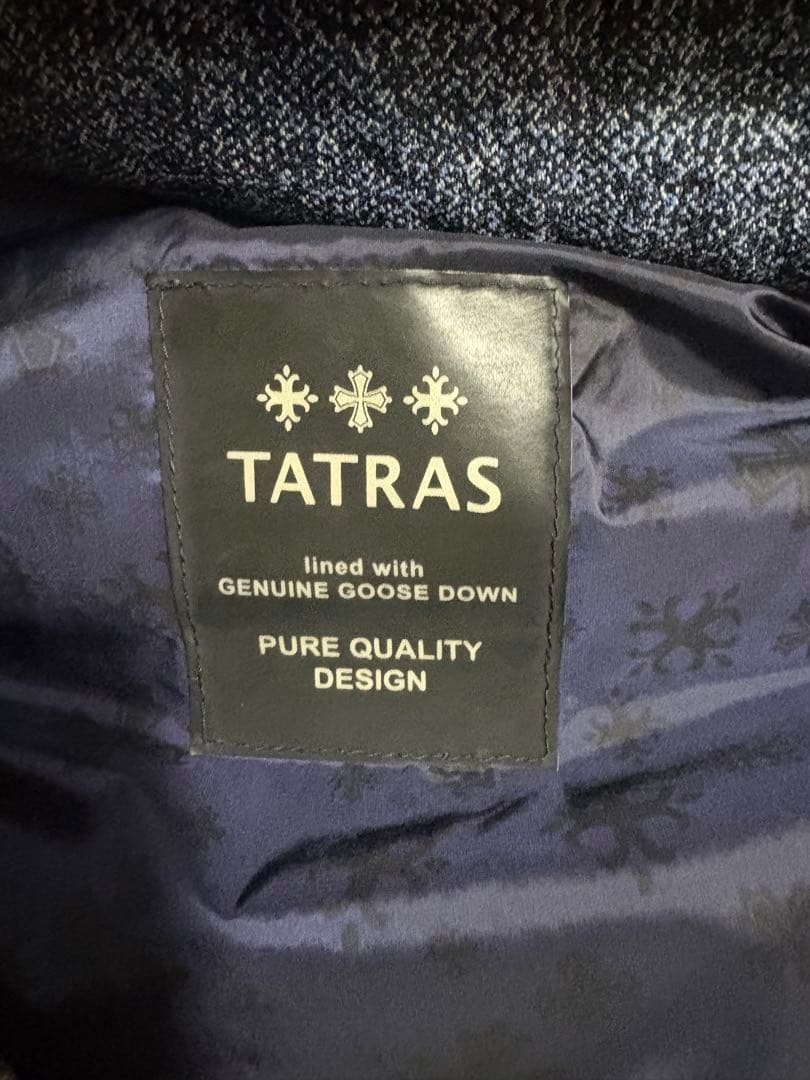 TATRAS
lined with
GENUINE GOOSE DOWN
PURE QUALITY
DESIGN